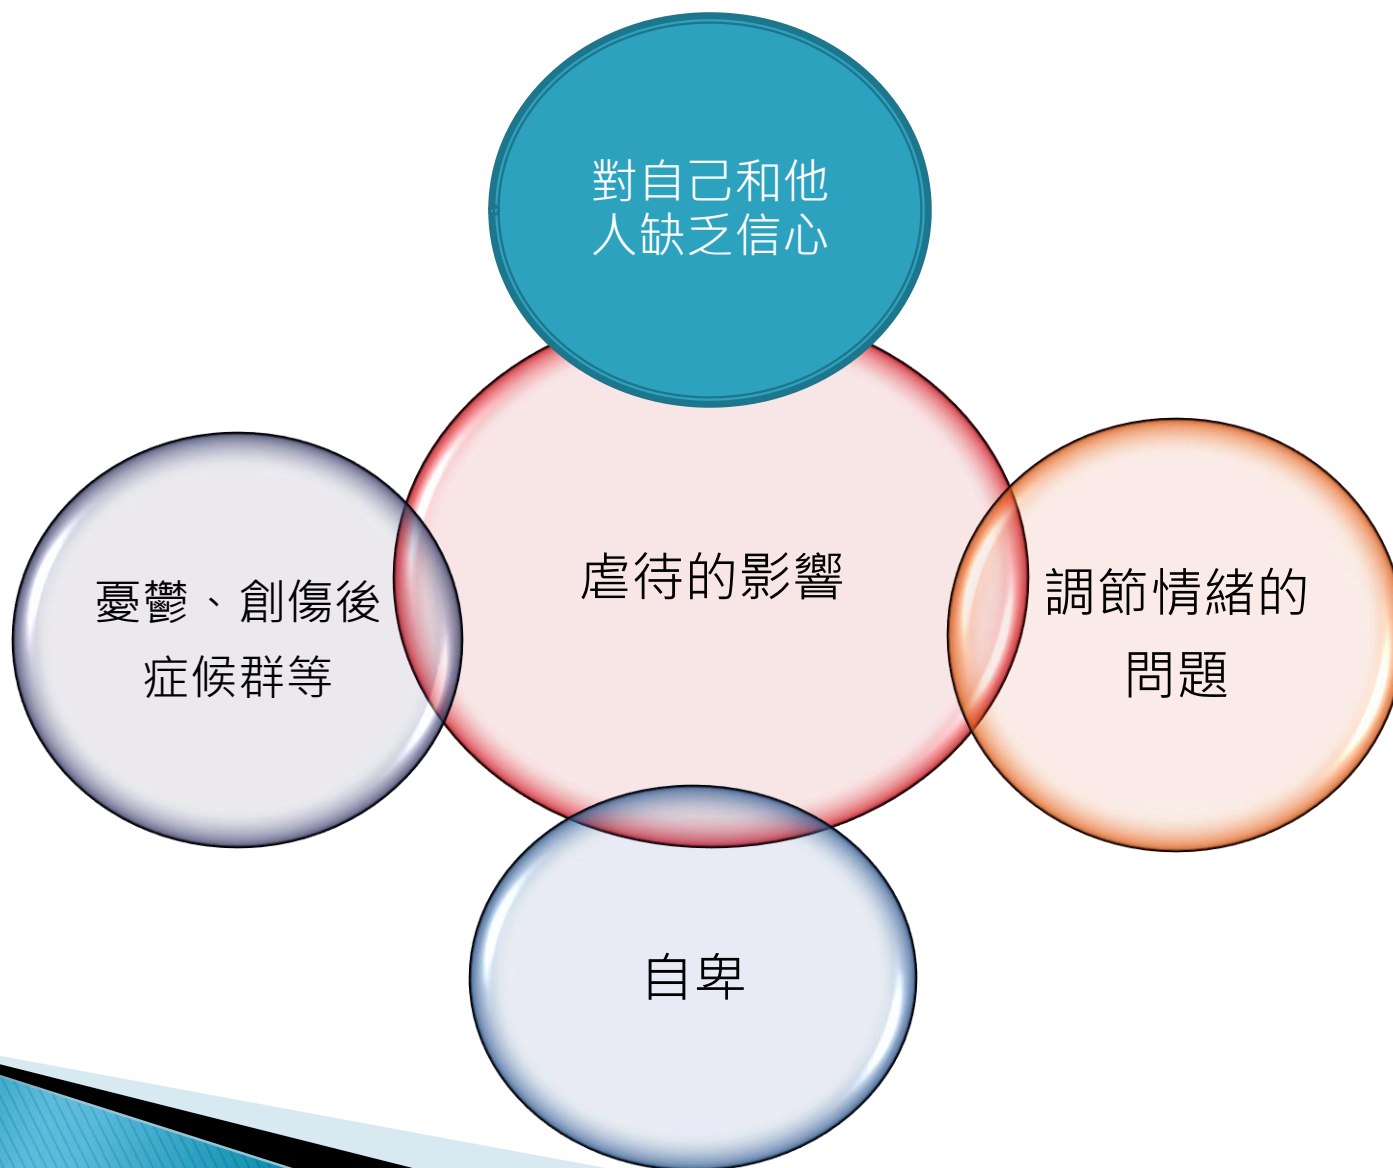 對自己和他
人缺乏信心
虐待的影響
憂鬱、創傷後
症候群等
調節情緒的
問題
自卑